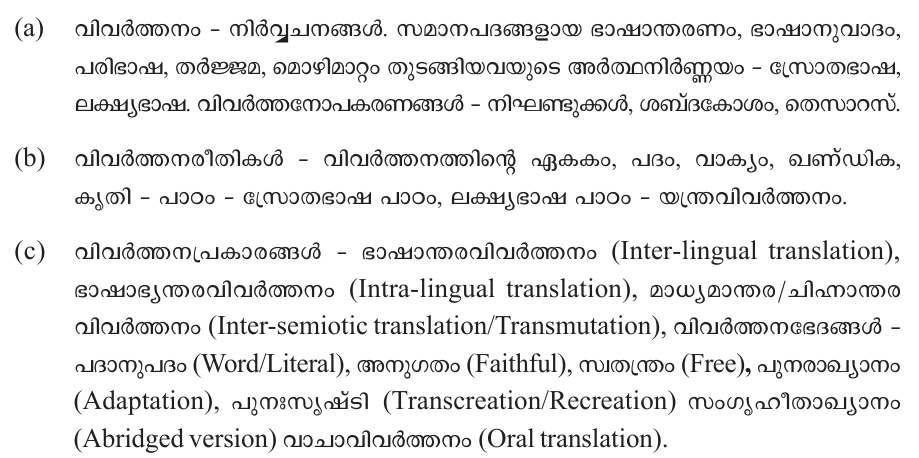 (a) വിവർത്തനം - നിർവ്വചനങ്ങൾ. സമാനപദങ്ങളായ ഭാഷാന്തരണം, ഭാഷാനുവാദം,
പരിഭാഷ, തർജ്ജമ, മൊഴിമാറ്റം തുടങ്ങിയവയുടെ അർത്ഥനിർണ്ണയം - സ്രോതഭാഷ,
ലക്ഷ്യഭാഷ. വിവർത്തനോപകരണങ്ങൾ - നിഘണ്ടുക്കൾ, ശബ്ദകോശം, തെസാറസ്.
(b) വിവർത്തനരീതികൾ - വിവർത്തനത്തിന്റെ ഏകകം, പദം, വാക്യം, ഖണ്ഡിക,
കൃതി - പാഠം - സ്രോതഭാഷ പാഠം, ലക്ഷ്യഭാഷ പാഠം - യന്ത്രവിവർത്തനം.
(c) വിവർത്തനപ്രകാരങ്ങൾ - ഭാഷാന്തരവിവർത്തനം (Inter-lingual translation),
ഭാഷാഭ്യന്തരവിവർത്തനം (Intra-lingual translation), മാധ്യമാന്തര/ചിഹ്നാന്തര
വിവർത്തനം (Inter-semiotic translation/Transmutation), വിവർത്തനഭേദങ്ങൾ -
പദാനുപദം (Word/Literal), അനുഗതം (Faithful), സ്വതന്ത്രം (Free), പുനരാഖ്യാനം
(Adaptation), പുനഃസൃഷ്ടി (Transcreation/Recreation) സംഗൃഹീതാഖ്യാനം
(Abridged version) വാചാവിവർത്തനം (Oral translation).